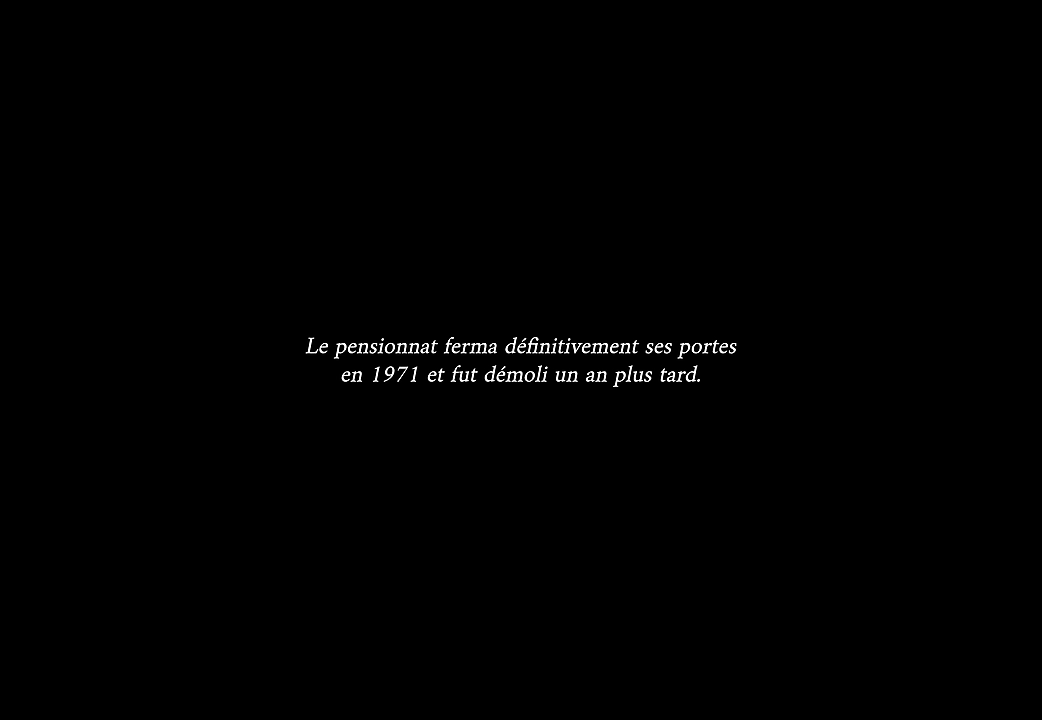 Le pensionnat ferma définitivement ses portes
en 1971 et fut démoli un an plus tard.